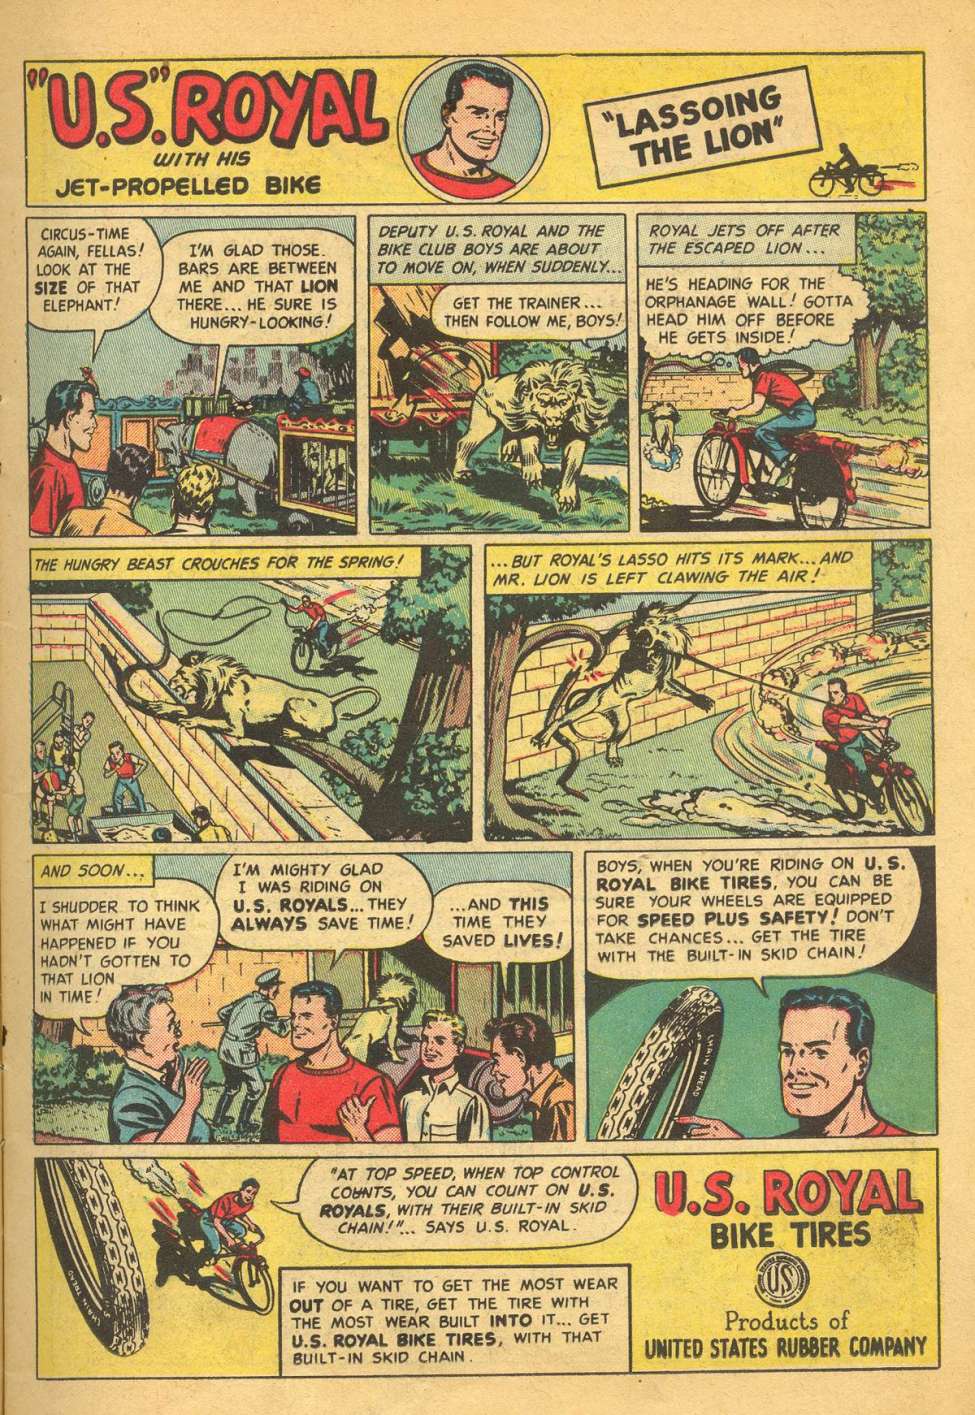 "U.S." ROYAL
WITH HIS
JET-PROPELLED BIKE
"LASSOING
THE LION"
CIRCUS-TIME
AGAIN, FELLAS!
LOOK AT THE
SIZE OF THAT
ELEPHANT!
I'M GLAD THOSE
BARS ARE BETWEEN
ME AND THAT LION
THERE... HE SURE IS
HUNGRY-LOOKING!
DEPUTY U.S. ROYAL AND THE
BIKE CLUB BOYS ARE ABOUT
TO MOVE ON, WHEN SUDDENLY...
GET THE TRAINER...
THEN FOLLOW ME, BOYS!
ROYAL JETS OFF AFTER
THE ESCAPED LION...
HE'S HEADING FOR THE
ORPHANAGE WALL! GOTTA
HEAD HIM OFF BEFORE
HE GETS INSIDE!
THE HUNGRY BEAST CROUCHES FOR THE SPRING!
...BUT ROYAL'S LASSO HITS ITS MARK...AND
MR. LION IS LEFT CLAWING THE AIR!
AND SOON...
I SHUDDER TO THINK
WHAT MIGHT HAVE
HAPPENED IF YOU
HADN'T GOTTEN TO
THAT LION
IN TIME!
I'M MIGHTY GLAD
I WAS RIDING ON
U.S. ROYALS...THEY
ALWAYS SAVE TIME!
...AND THIS
TIME THEY
SAVED LIVES!
BOYS, WHEN YOU'RE RIDING ON U.S.
ROYAL BIKE TIRES, YOU CAN BE
SURE YOUR WHEELS ARE EQUIPPED
FOR SPEED PLUS SAFETY! DON'T
TAKE CHANCES... GET THE TIRE
WITH THE BUILT-IN SKID CHAIN!
CHAIN TREAD
"AT TOP SPEED, WHEN TOP CONTROL
COUNTS, YOU CAN COUNT ON U.S.
ROYALS, WITH THEIR BUILT-IN SKID
CHAIN!"... SAYS U.S. ROYAL.
CHAIN TREAD
IF YOU WANT TO GET THE MOST WEAR
OUT OF A TIRE, GET THE TIRE WITH
THE MOST WEAR BUILT INTO IT... GET
U.S. ROYAL BIKE TIRES, WITH THAT
BUILT-IN SKID CHAIN.
U.S. ROYAL
BIKE TIRES
US
Products of
UNITED STATES RUBBER COMPANY